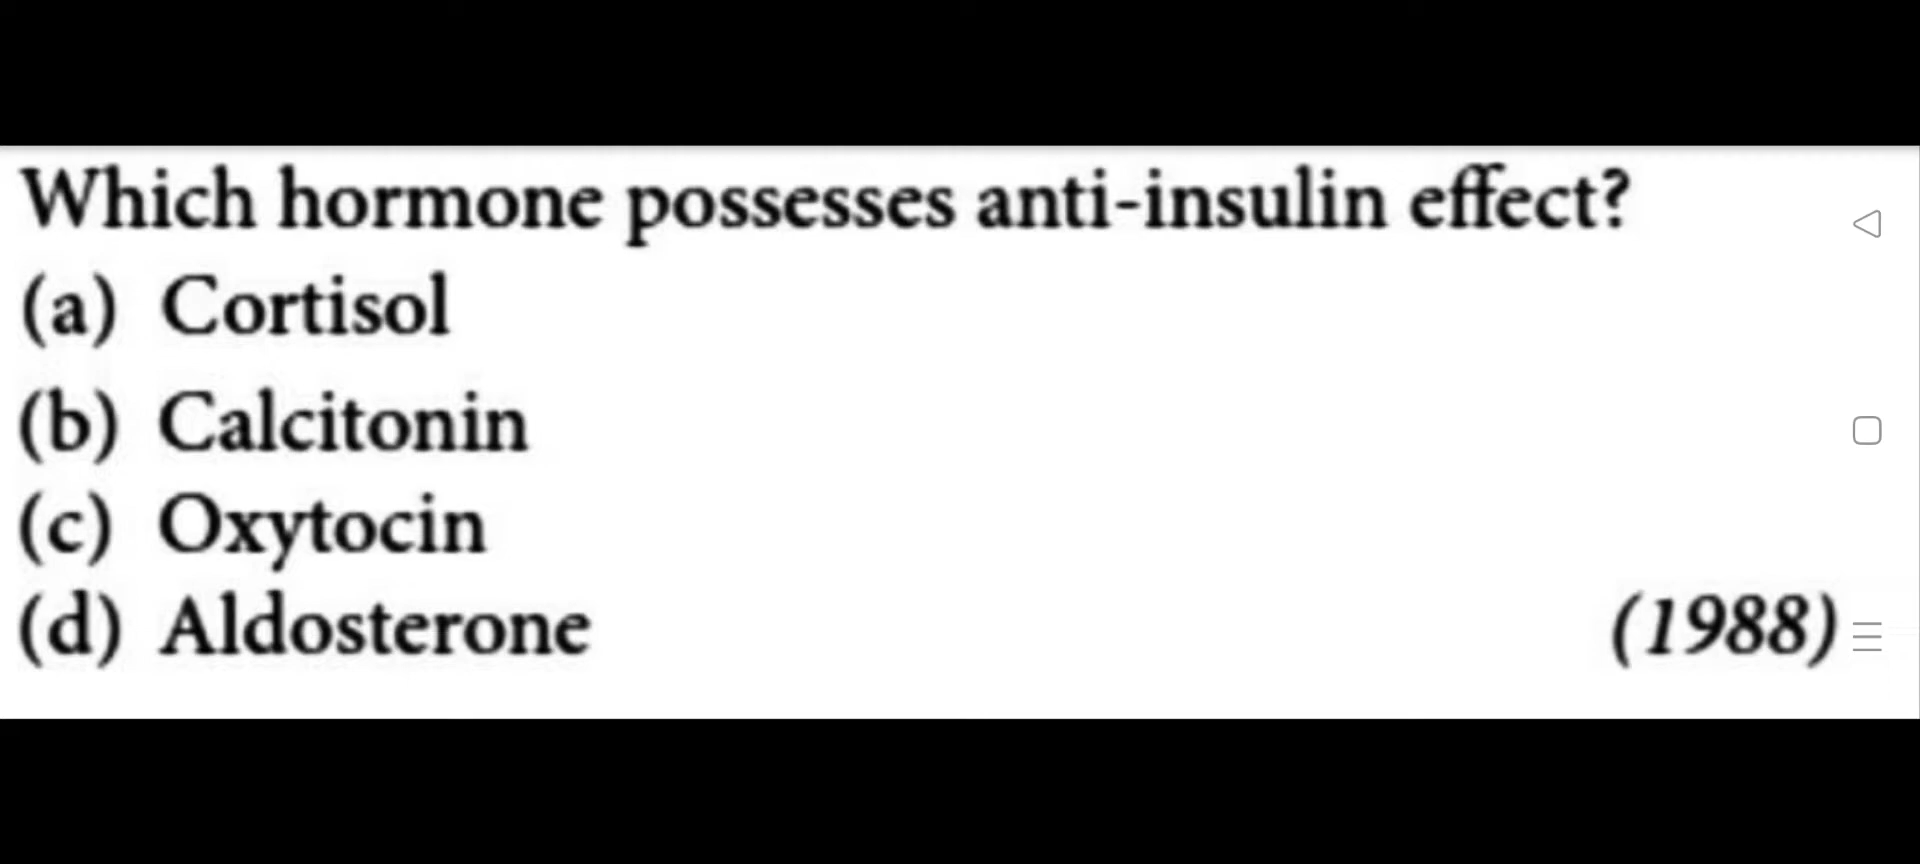 Which hormone possesses anti-insulin effect?
(a) Cortisol
(b) Calcitonin
(c) Oxytocin
(d) Aldosterone (1988)